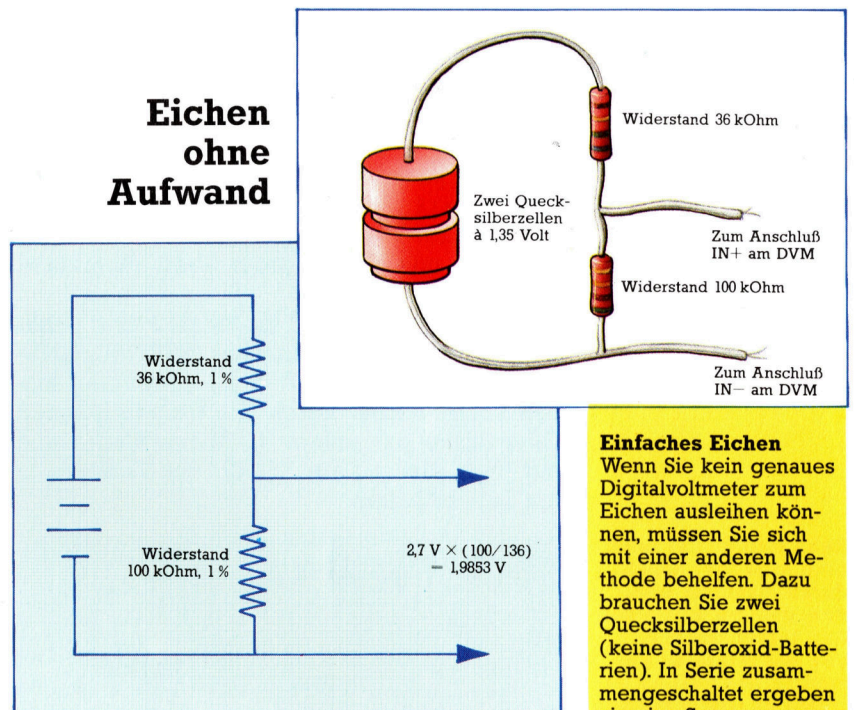 Eichen
ohne
Aufwand
Widerstand 36 kOhm
Zwei Queck-
silberzellen
à 1,35 Volt
Zum Anschluß
IN+ am DVM
Widerstand 100 kOhm
Zum Anschluß
IN− am DVM
Widerstand
36 kOhm, 1 %
Widerstand
100 kOhm, 1 %
2,7 V × (100/136)
= 1,9853 V
Einfaches Eichen
Wenn Sie kein genaues
Digitalvoltmeter zum
Eichen ausleihen kön-
nen, müssen Sie sich
mit einer anderen Me-
thode behelfen. Dazu
brauchen Sie zwei
Quecksilberzellen
(keine Silberoxid-Batte-
rien). In Serie zusam-
mengeschaltet ergeben